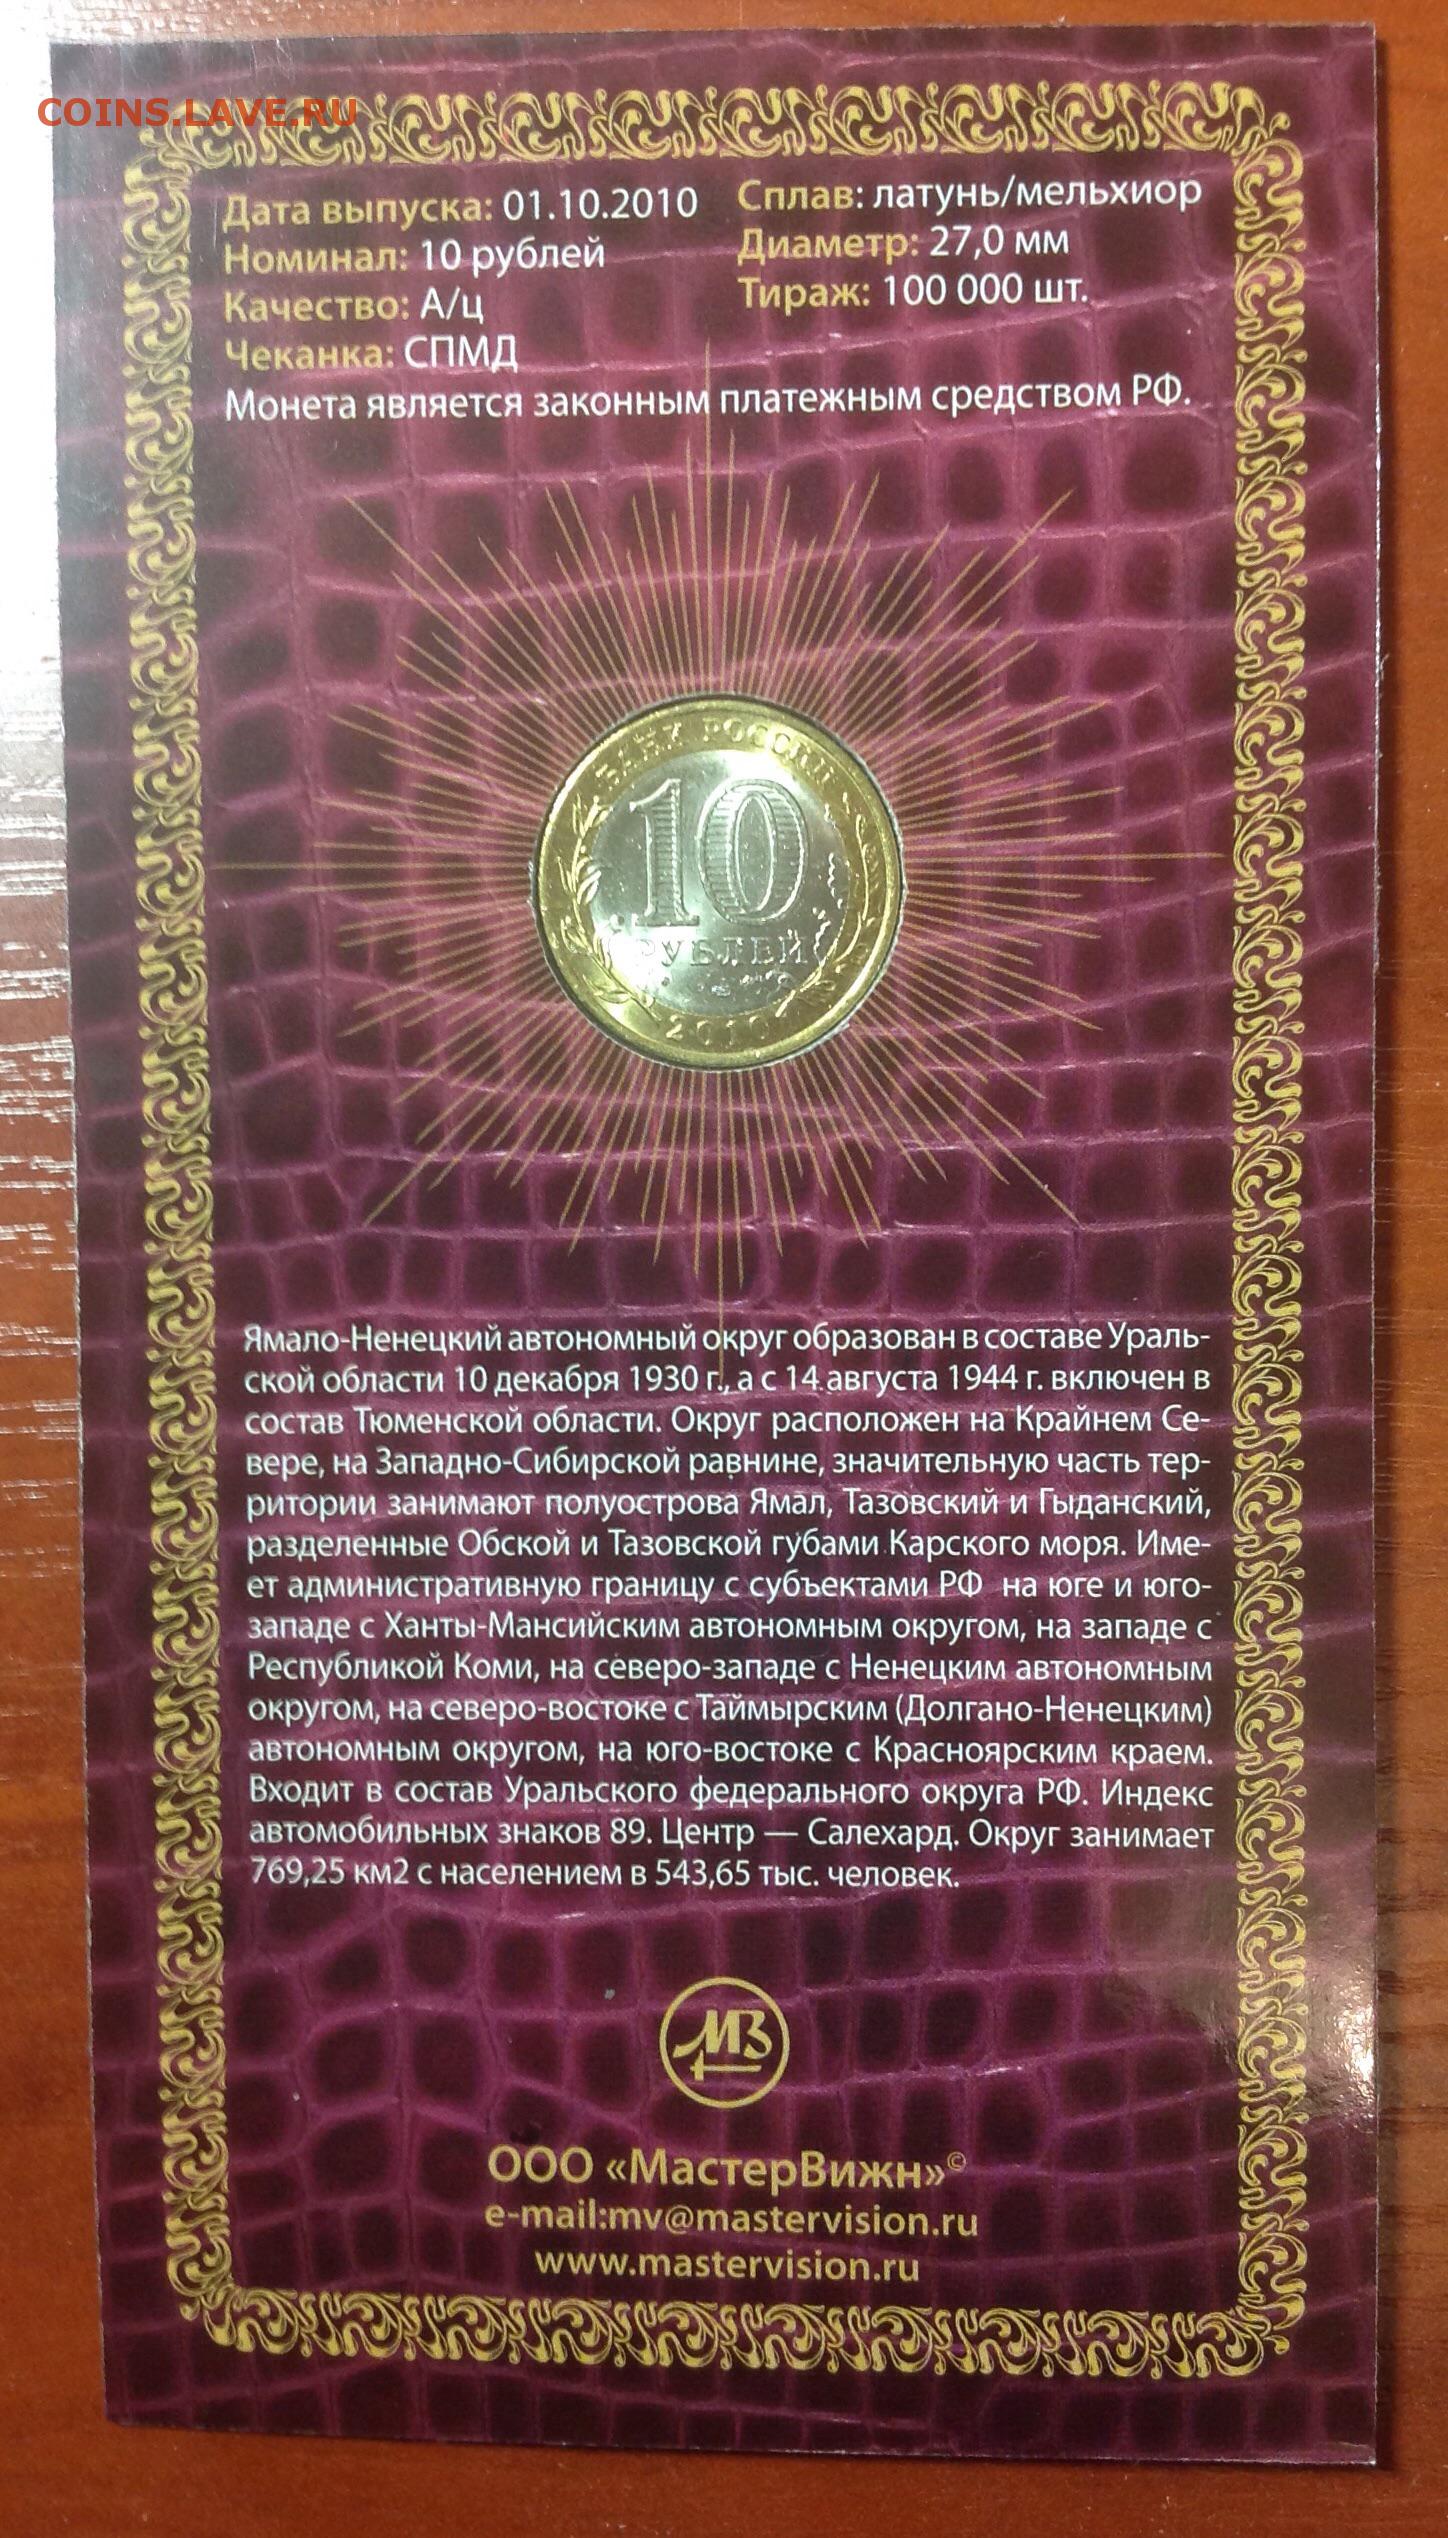 COINS.LAVE.RU
Дата выпуска: 01.10.2010
Номинал: 10 рублей
Качество: А/ц
Чеканка: СПМД
Сплав: латунь/мельхиор
Диаметр: 27,0 мм
Тираж: 100 000 шт.
Монета является законным платежным средством РФ.
БАНК РОССИИ
10
РУБЛЕЙ
2010
Ямало-Ненецкий автономный округ образован в составе Ураль-
ской области 10 декабря 1930 г., а с 14 августа 1944 г. включен в
состав Тюменской области. Округ расположен на Крайнем Се-
вере, на Западно-Сибирской равнине, значительную часть тер-
ритории занимают полуострова Ямал, Тазовский и Гыданский,
разделенные Обской и Тазовской губами Карского моря. Име-
ет административную границу с субъектами РФ на юге и юго-
западе с Ханты-Мансийским автономным округом, на западе с
Республикой Коми, на северо-западе с Ненецким автономным
округом, на северо-востоке с Таймырским (Долгано-Ненецким)
автономным округом, на юго-востоке с Красноярским краем.
Входит в состав Уральского федерального округа РФ. Индекс
автомобильных знаков 89. Центр — Салехард. Округ занимает
769,25 км2 с населением в 543,65 тыс. человек.
МВ
ООО «МастерВижн»©
e-mail:mv@mastervision.ru
www.mastervision.ru